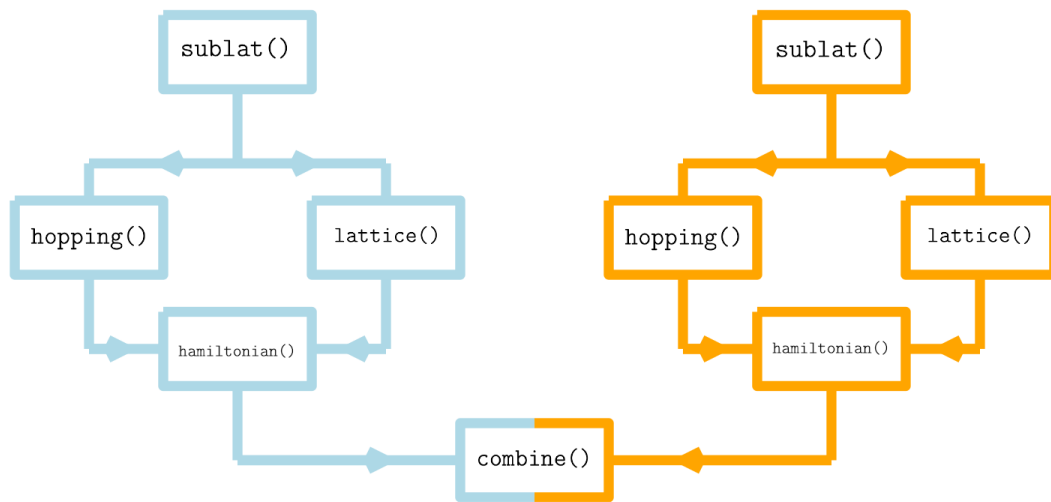 sublat()
sublat()
hopping()
lattice()
hopping()
lattice()
hamiltonian()
hamiltonian()
combine()